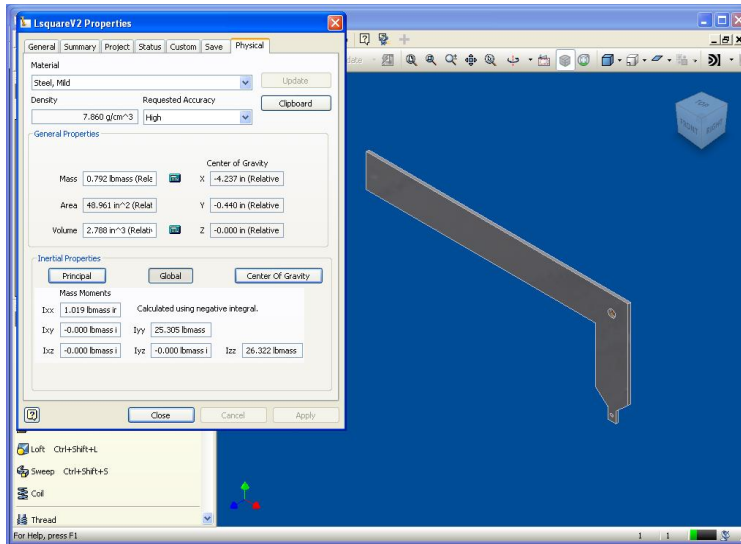 LsquareV2 Properties
General Summary Project Status Custom Save Physical
Material
Steel, Mild Update
Density Requested Accuracy Clipboard
7.860 g/cm^3 High
General Properties
Center of Gravity
Mass 0.792 lbmass (Rela X -4.237 in (Relative
Area 48.961 in^2 (Relat Y -0.440 in (Relative
Volume 2.788 in^3 (Relati Z -0.000 in (Relative
Inertial Properties
Principal Global Center Of Gravity
Mass Moments
Ixx 1.019 lbmass ir Calculated using negative integral.
Ixy -0.000 lbmass i Iyy 25.305 lbmass
Ixz -0.000 lbmass i Iyz -0.000 lbmass i Izz 26.322 lbmass
Close Cancel Apply
TOP
FRONT RIGHT
Loft Ctrl+Shift+L
Sweep Ctrl+Shift+S
Coil
Thread
For Help, press F1 1 1